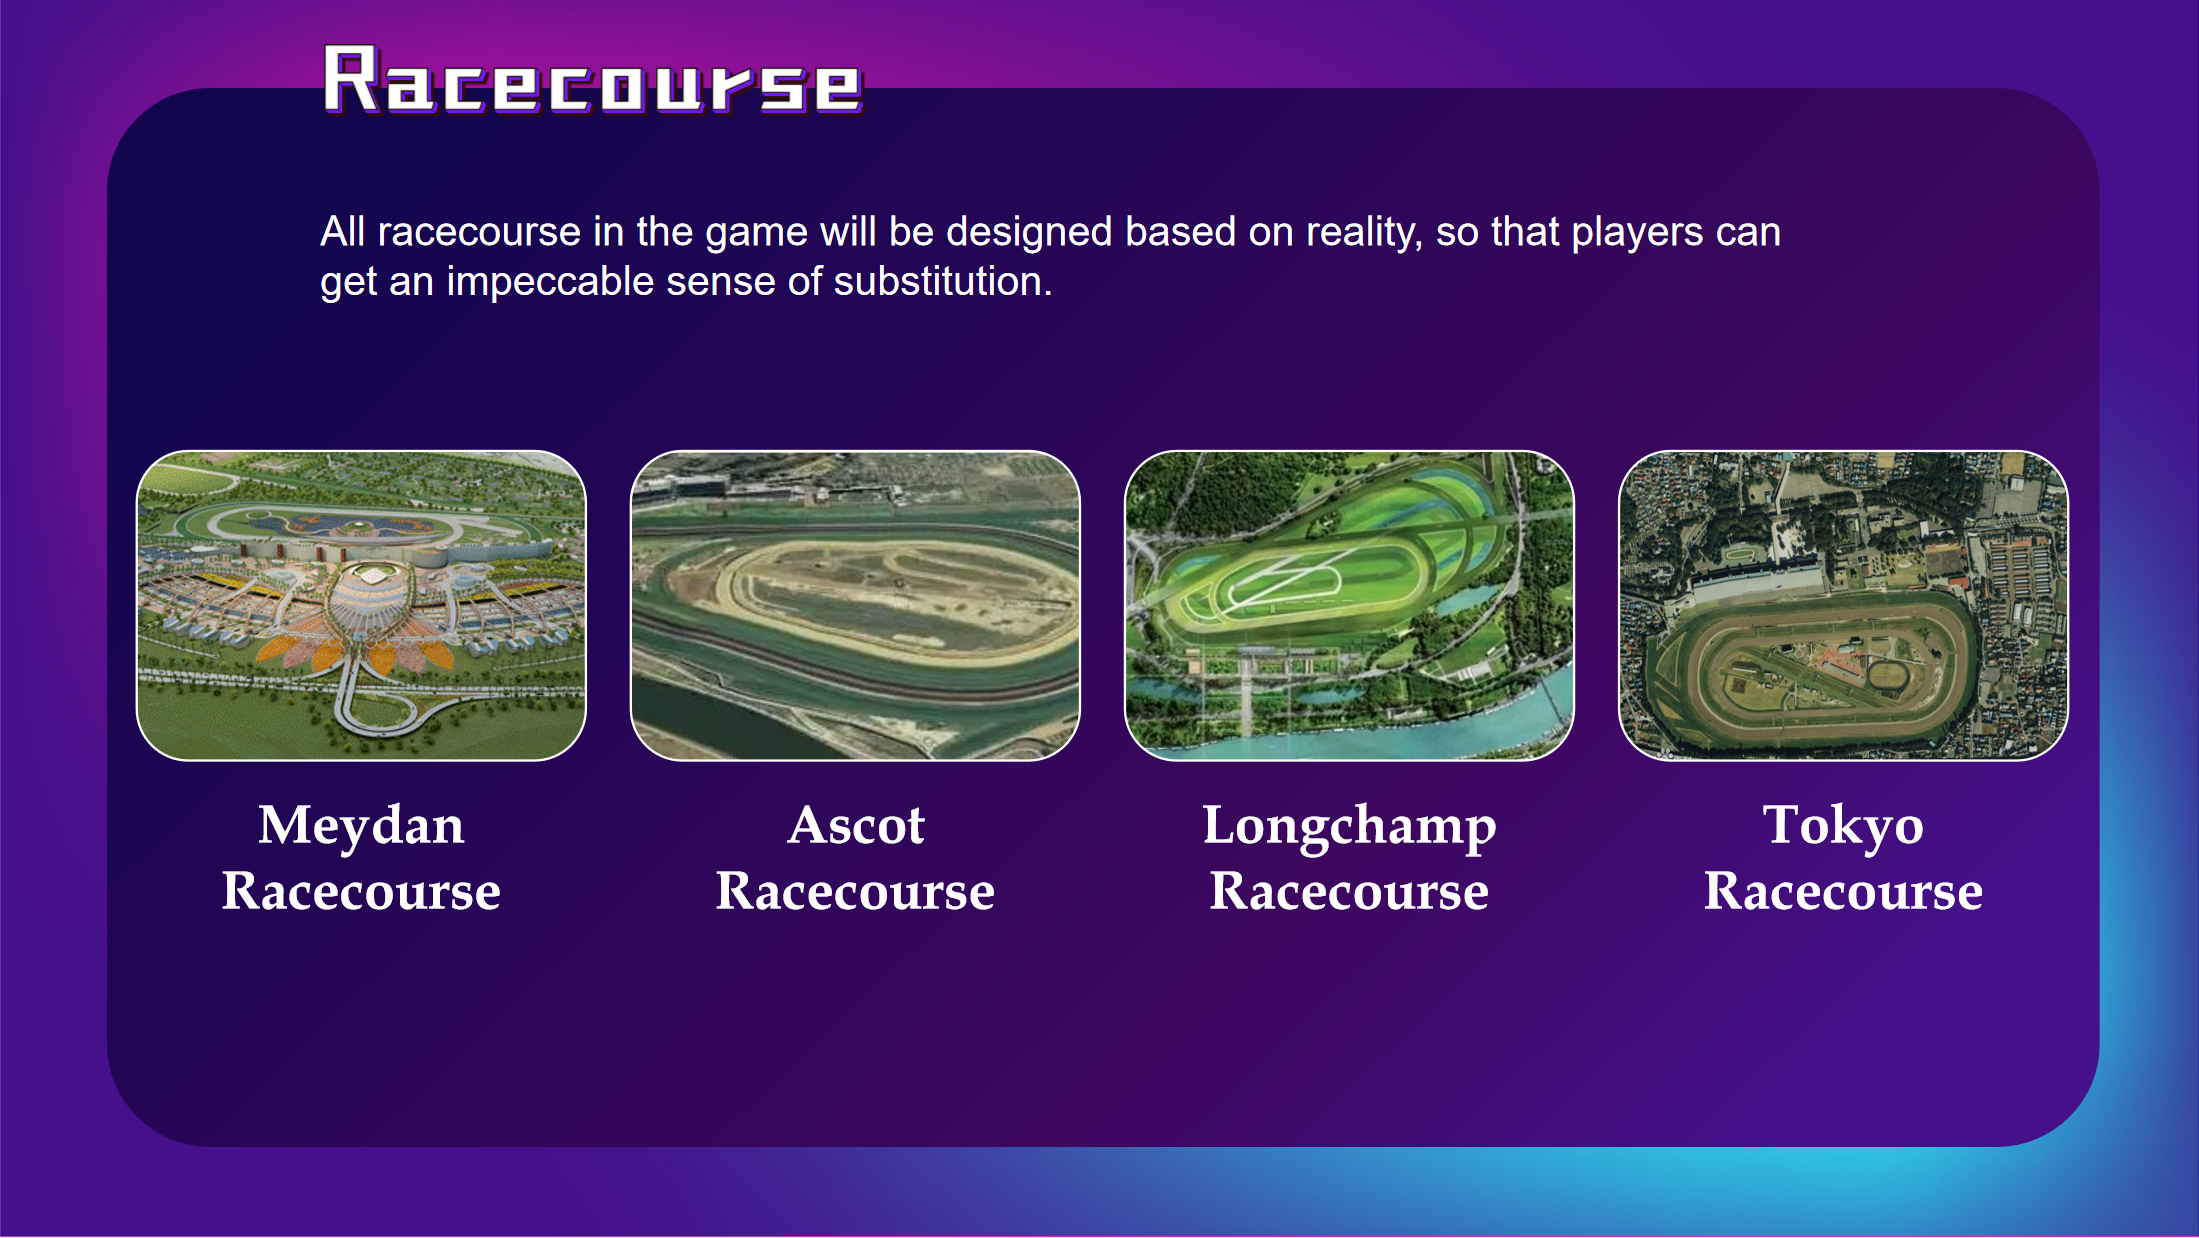 Racecourse
All racecourse in the game will be designed based on reality, so that players can
get an impeccable sense of substitution.
Meydan
Racecourse
Ascot
Racecourse
Longchamp
Racecourse
Tokyo
Racecourse